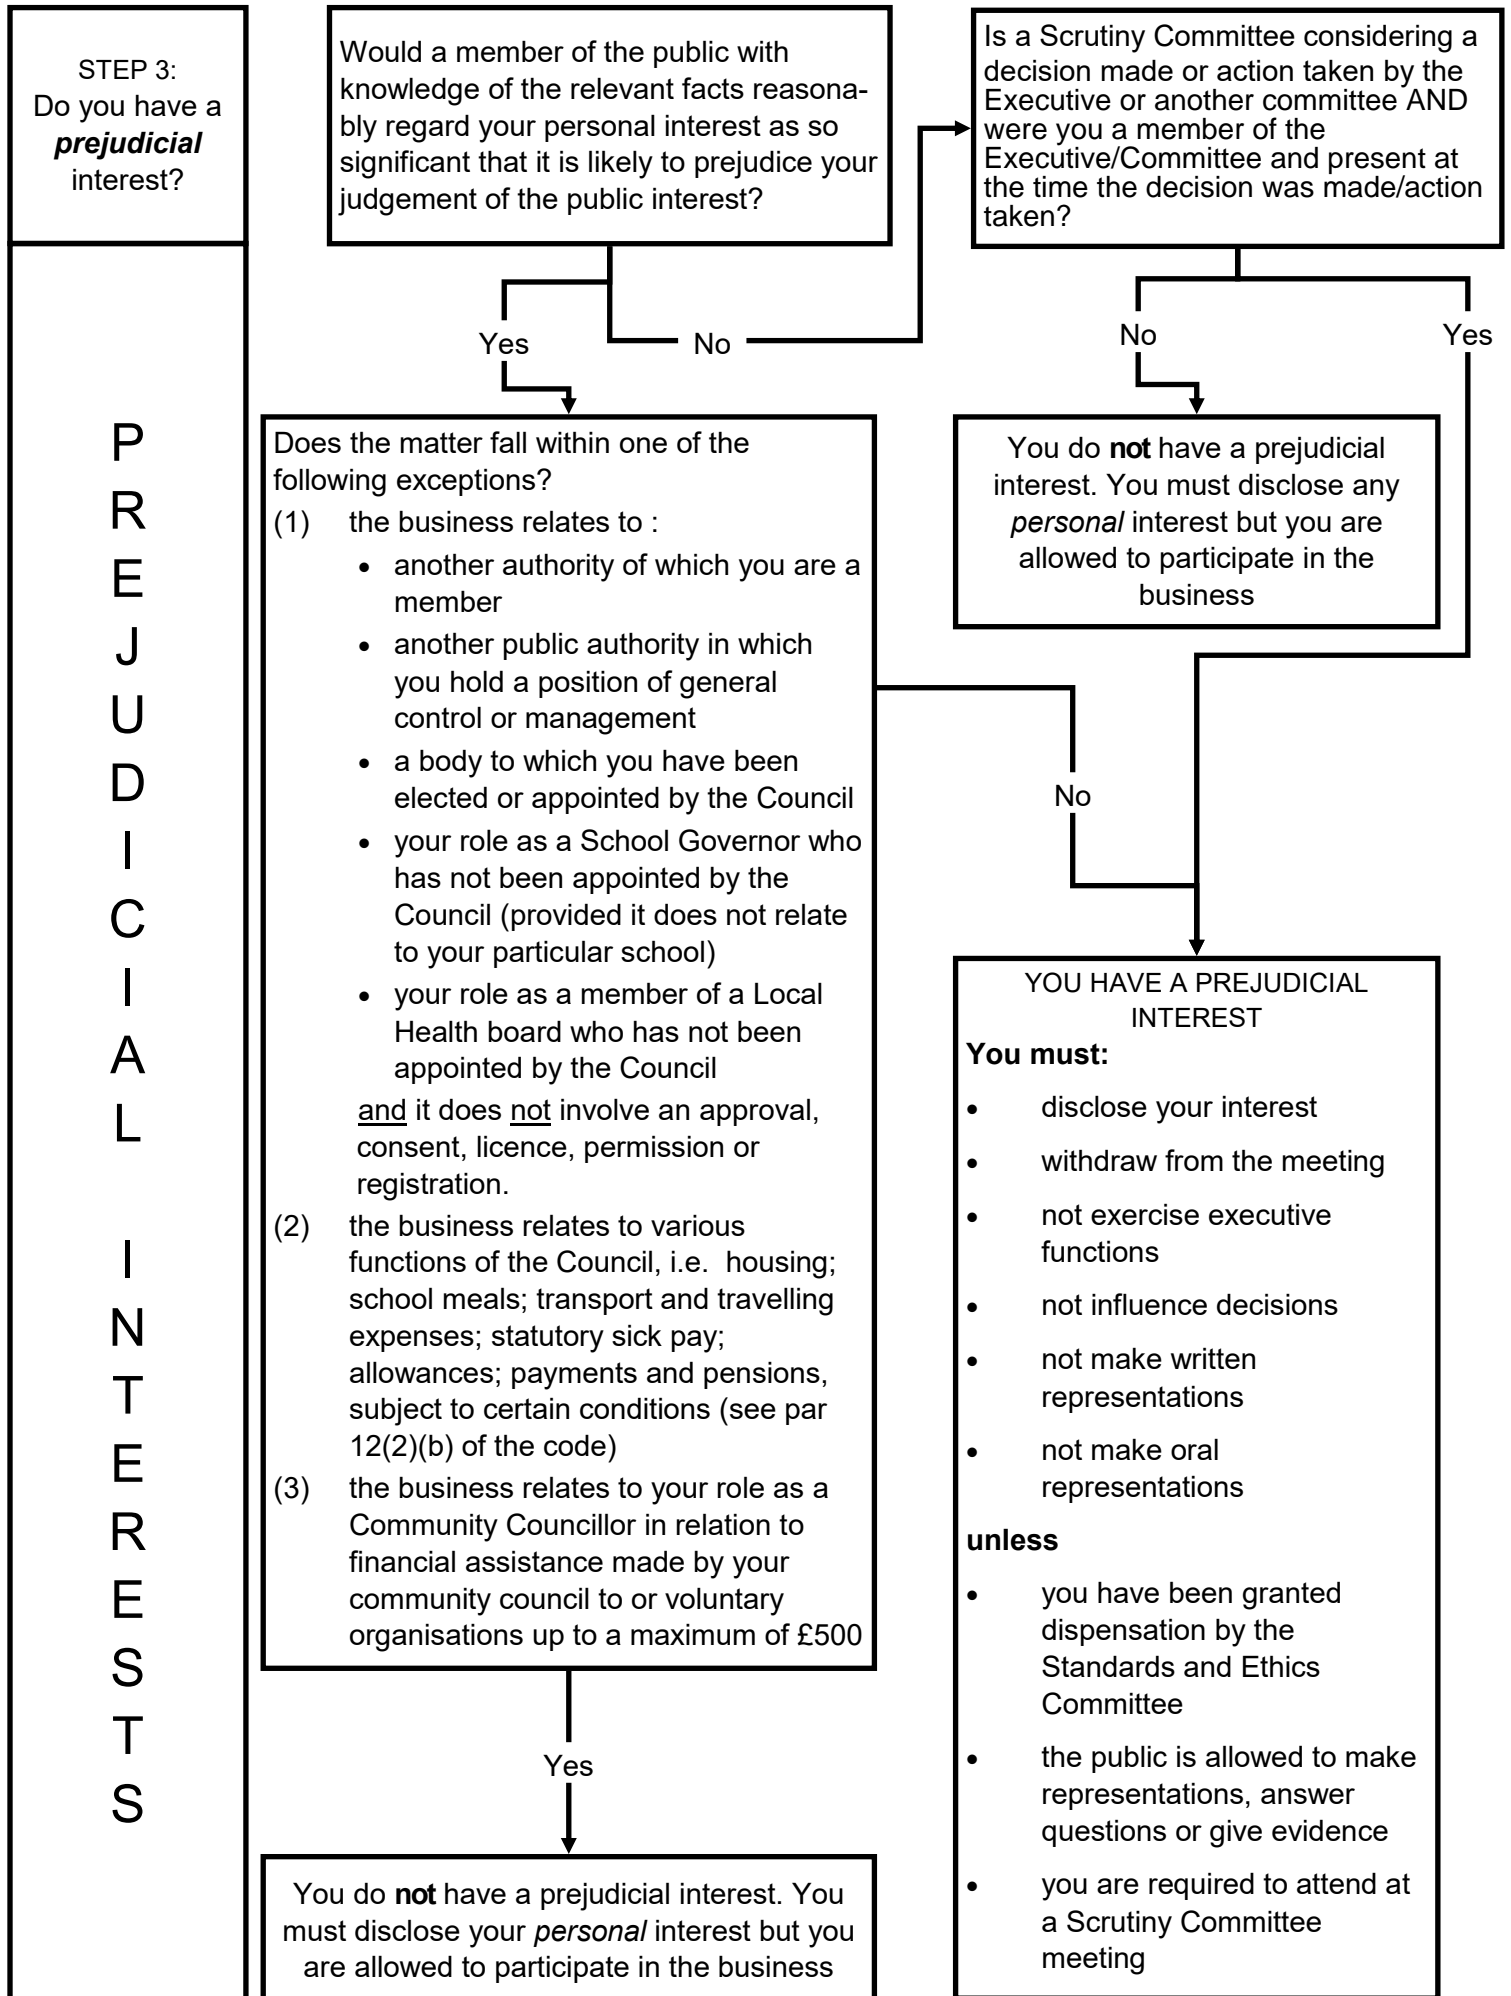 STEP 3:
Do you have a
prejudicial
interest?
P
R
E
J
U
D
I
C
I
A
L
I
N
T
E
R
E
S
T
S
Would a member of the public with
knowledge of the relevant facts reasona-
bly regard your personal interest as so
significant that it is likely to prejudice your
judgement of the public interest?
Is a Scrutiny Committee considering a
decision made or action taken by the
Executive or another committee AND
were you a member of the
Executive/Committee and present at
the time the decision was made/action
taken?
Yes
No
No
Yes
Does the matter fall within one of the
following exceptions?
(1) the business relates to :
• another authority of which you are a
member
• another public authority in which
you hold a position of general
control or management
• a body to which you have been
elected or appointed by the Council
• your role as a School Governor who
has not been appointed by the
Council (provided it does not relate
to your particular school)
• your role as a member of a Local
Health board who has not been
appointed by the Council
and it does not involve an approval,
consent, licence, permission or
registration.
(2) the business relates to various
functions of the Council, i.e. housing;
school meals; transport and travelling
expenses; statutory sick pay;
allowances; payments and pensions,
subject to certain conditions (see par
12(2)(b) of the code)
(3) the business relates to your role as a
Community Councillor in relation to
financial assistance made by your
community council to or voluntary
organisations up to a maximum of £500
You do not have a prejudicial
interest. You must disclose any
personal interest but you are
allowed to participate in the
business
No
YOU HAVE A PREJUDICIAL
INTEREST
You must:
• disclose your interest
• withdraw from the meeting
• not exercise executive
functions
• not influence decisions
• not make written
representations
• not make oral
representations
unless
• you have been granted
dispensation by the
Standards and Ethics
Committee
• the public is allowed to make
representations, answer
questions or give evidence
• you are required to attend at
a Scrutiny Committee
meeting
Yes
You do not have a prejudicial interest. You
must disclose your personal interest but you
are allowed to participate in the business